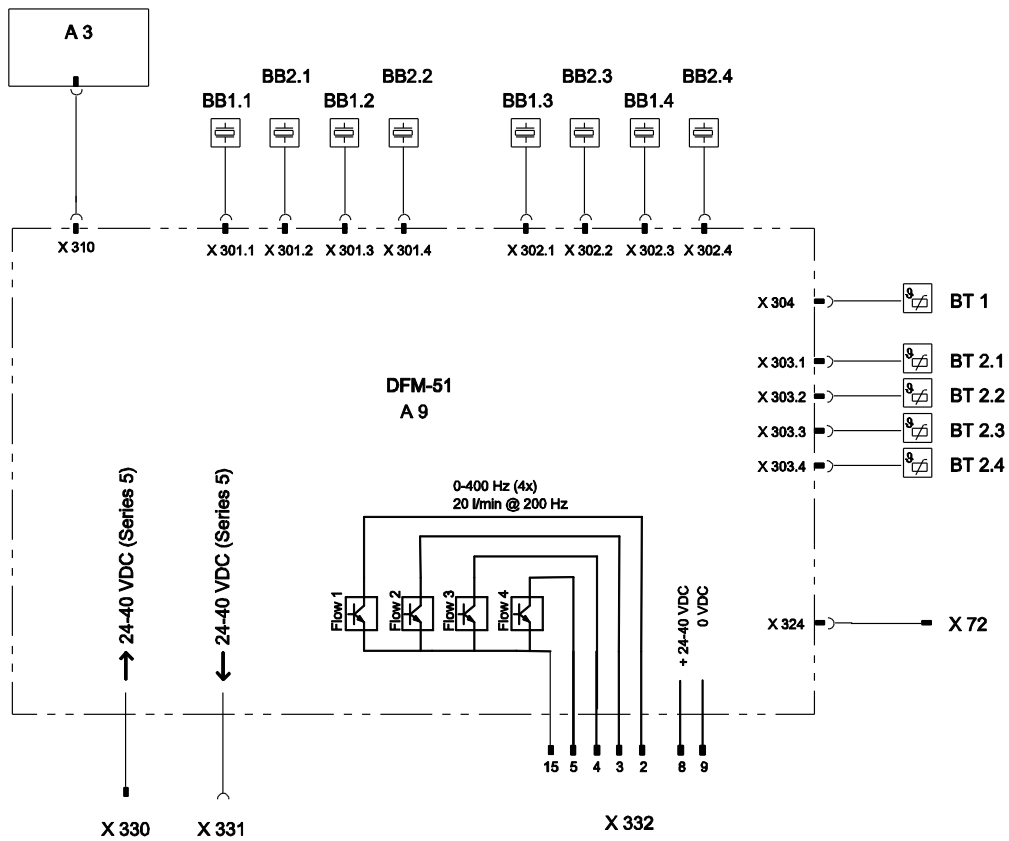 A 3
BB2.1
BB2.2
BB2.3
BB2.4
BB1.1
BB1.2
BB1.3
BB1.4
X 310
X 301.1
X 301.2
X 301.3
X 301.4
X 302.1
X 302.2
X 302.3
X 302.4
X 304
BT 1
X 303.1
BT 2.1
X 303.2
BT 2.2
X 303.3
BT 2.3
X 303.4
BT 2.4
ϑ
ϑ
ϑ
ϑ
ϑ
DFM-51
A 9
24-40 VDC (Series 5)
24-40 VDC (Series 5)
0-400 Hz (4x)
20 l/min @ 200 Hz
Flow 1
Flow 2
Flow 3
Flow 4
+ 24-40 VDC
0 VDC
X 324
X 72
15
5
4
3
2
8
9
X 330
X 331
X 332